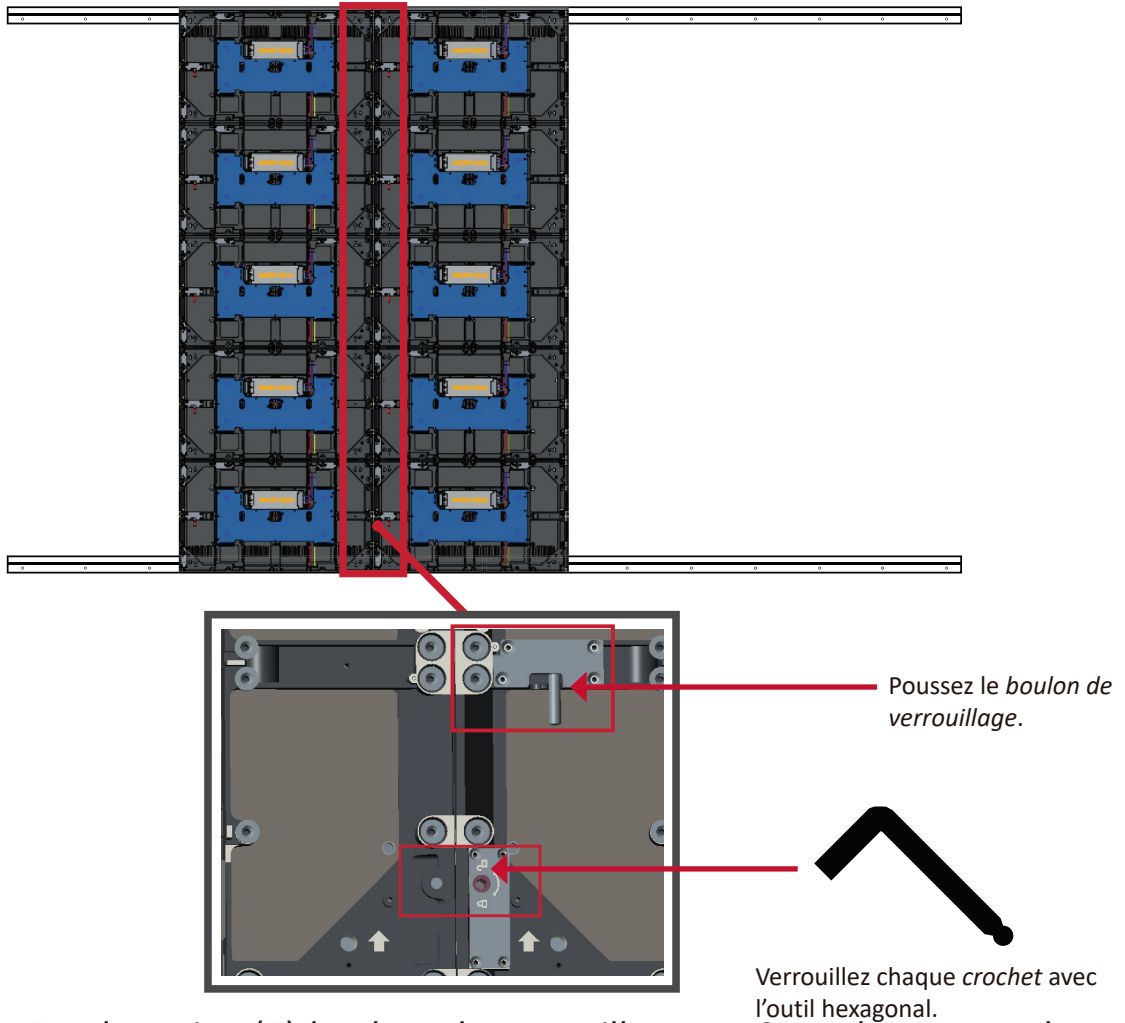 Poussez le boulon de
verrouillage.
Verrouillez chaque crochet avec
l'outil hexagonal.